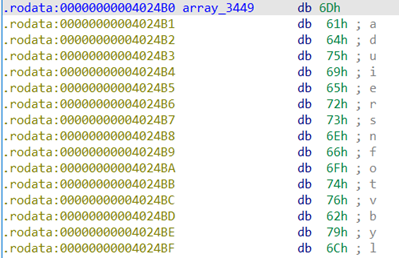 .rodata:00000000004024B0 array_3449 db 6Dh
.rodata:00000000004024B1 db 61h ; a
.rodata:00000000004024B2 db 64h ; d
.rodata:00000000004024B3 db 75h ; u
.rodata:00000000004024B4 db 69h ; i
.rodata:00000000004024B5 db 65h ; e
.rodata:00000000004024B6 db 72h ; r
.rodata:00000000004024B7 db 73h ; s
.rodata:00000000004024B8 db 6Eh ; n
.rodata:00000000004024B9 db 66h ; f
.rodata:00000000004024BA db 6Fh ; o
.rodata:00000000004024BB db 74h ; t
.rodata:00000000004024BC db 76h ; v
.rodata:00000000004024BD db 62h ; b
.rodata:00000000004024BE db 79h ; y
.rodata:00000000004024BF db 6Ch ; l